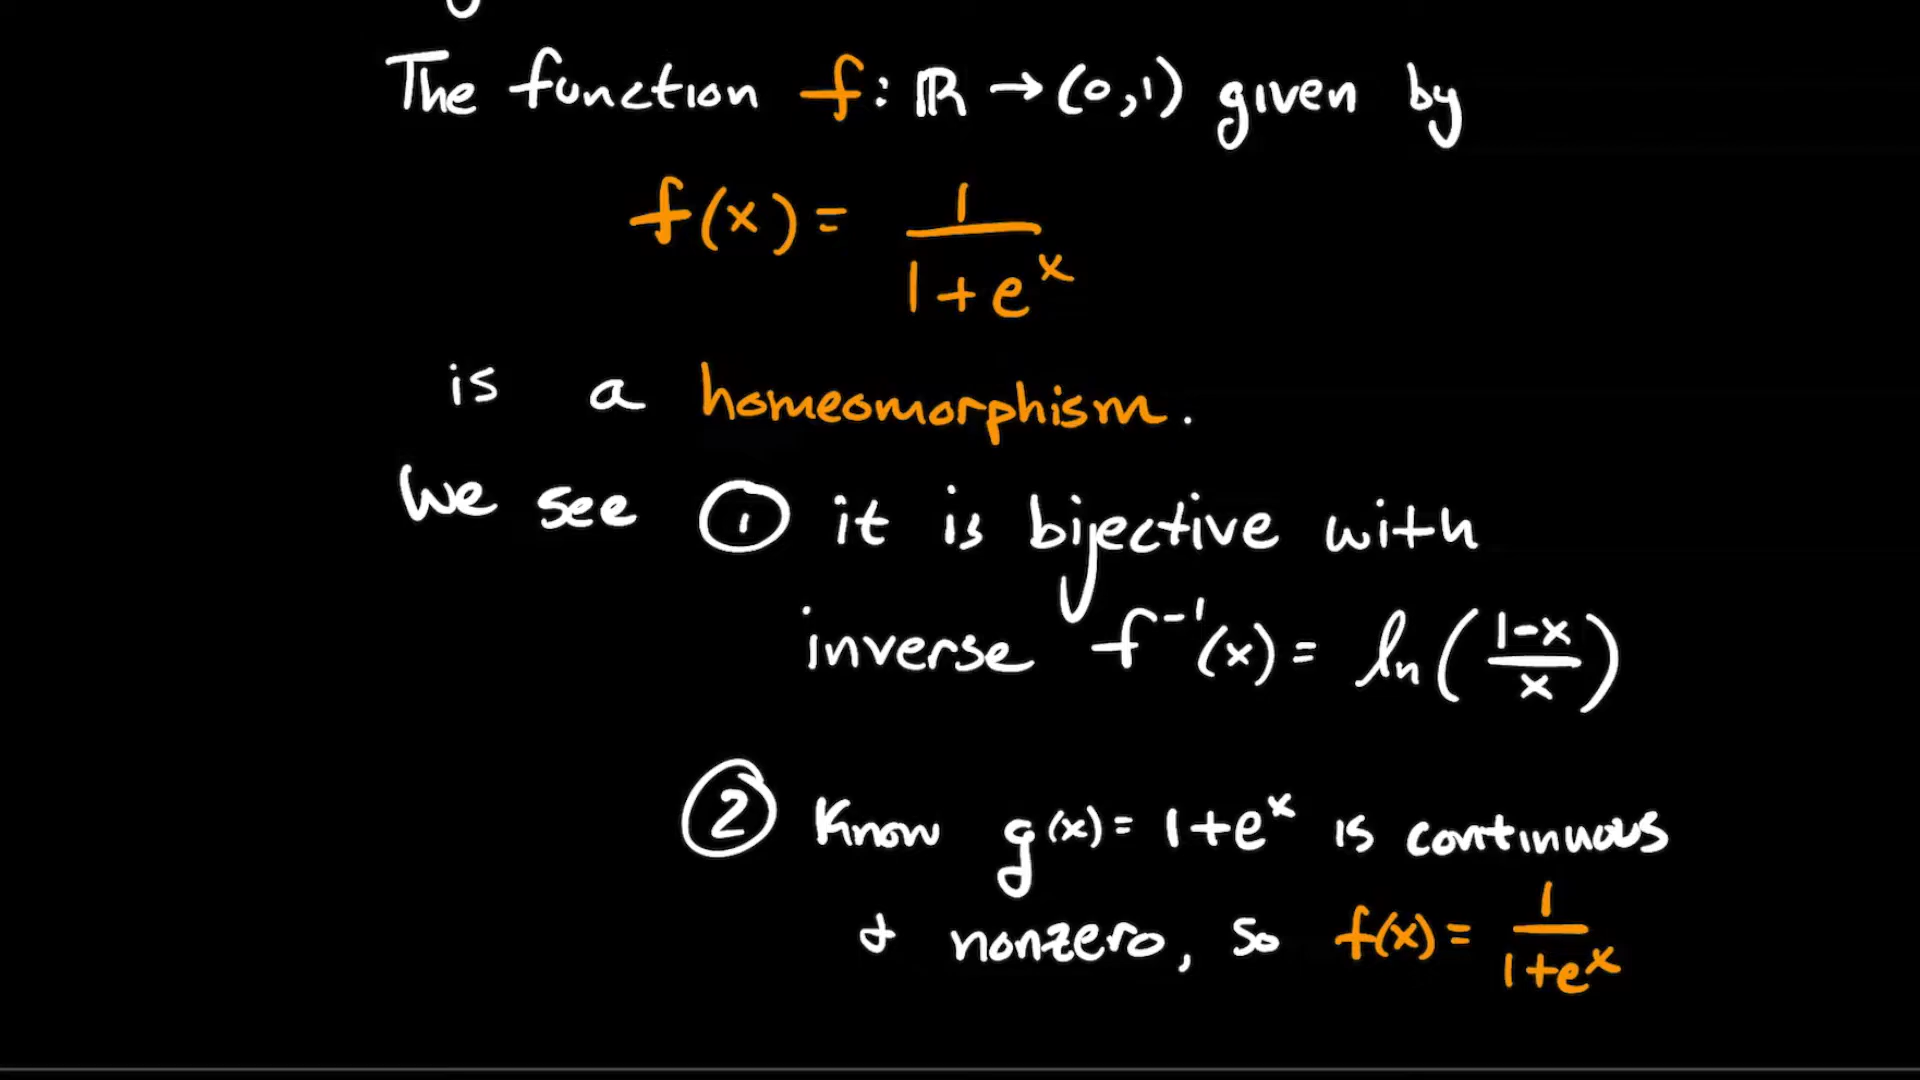 The function f: ℝ → (0,1) given by
f(x) = 1/(1+e^x)
is a homeomorphism.
We see ① it is bijective with
inverse f⁻¹(x) = ln((1-x)/x)
② Know g(x) = 1+e^x is continuous
& nonzero, so f(x) = 1/(1+e^x)